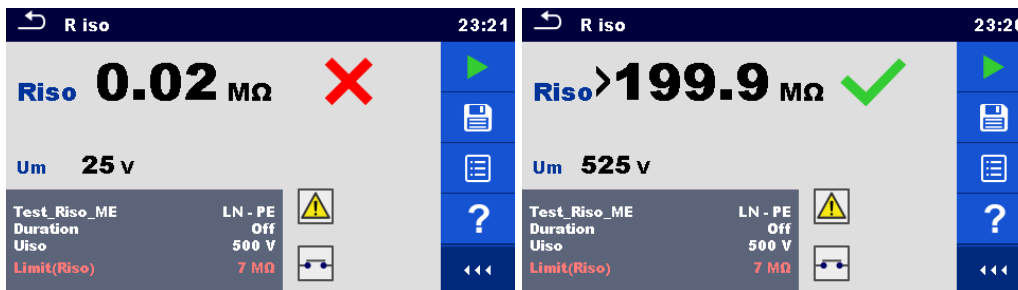 R iso 23:21
Riso 0.02 MΩ
Um 25 V
Test_Riso_ME LN - PE
Duration Off
Uiso 500 V
Limit(Riso) 7 MΩ
?
R iso 23:20
Riso >199.9 MΩ
Um 525 V
Test_Riso_ME LN - PE
Duration Off
Uiso 500 V
Limit(Riso) 7 MΩ
?